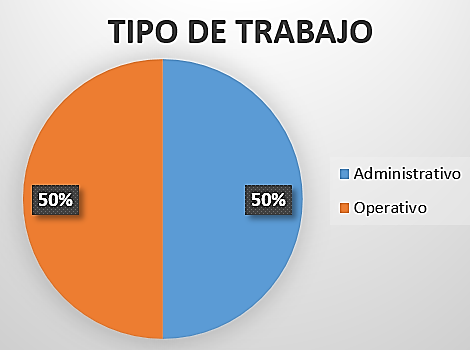 TIPO DE TRABAJO
50%
50%
Administrativo
Operativo